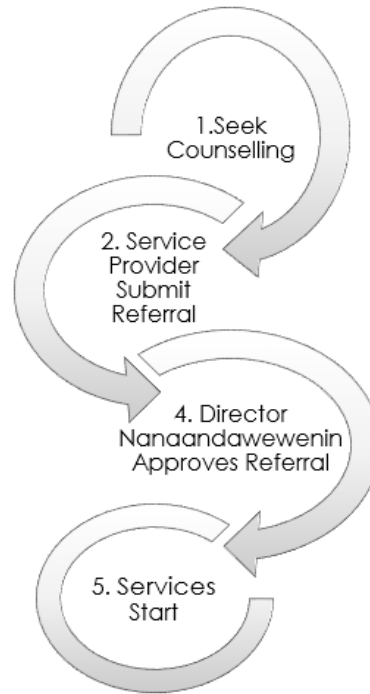 1.Seek
Counselling
2. Service
Provider
Submit
Referral
4. Director
Nanaandawewenin
Approves Referral
5. Services
Start